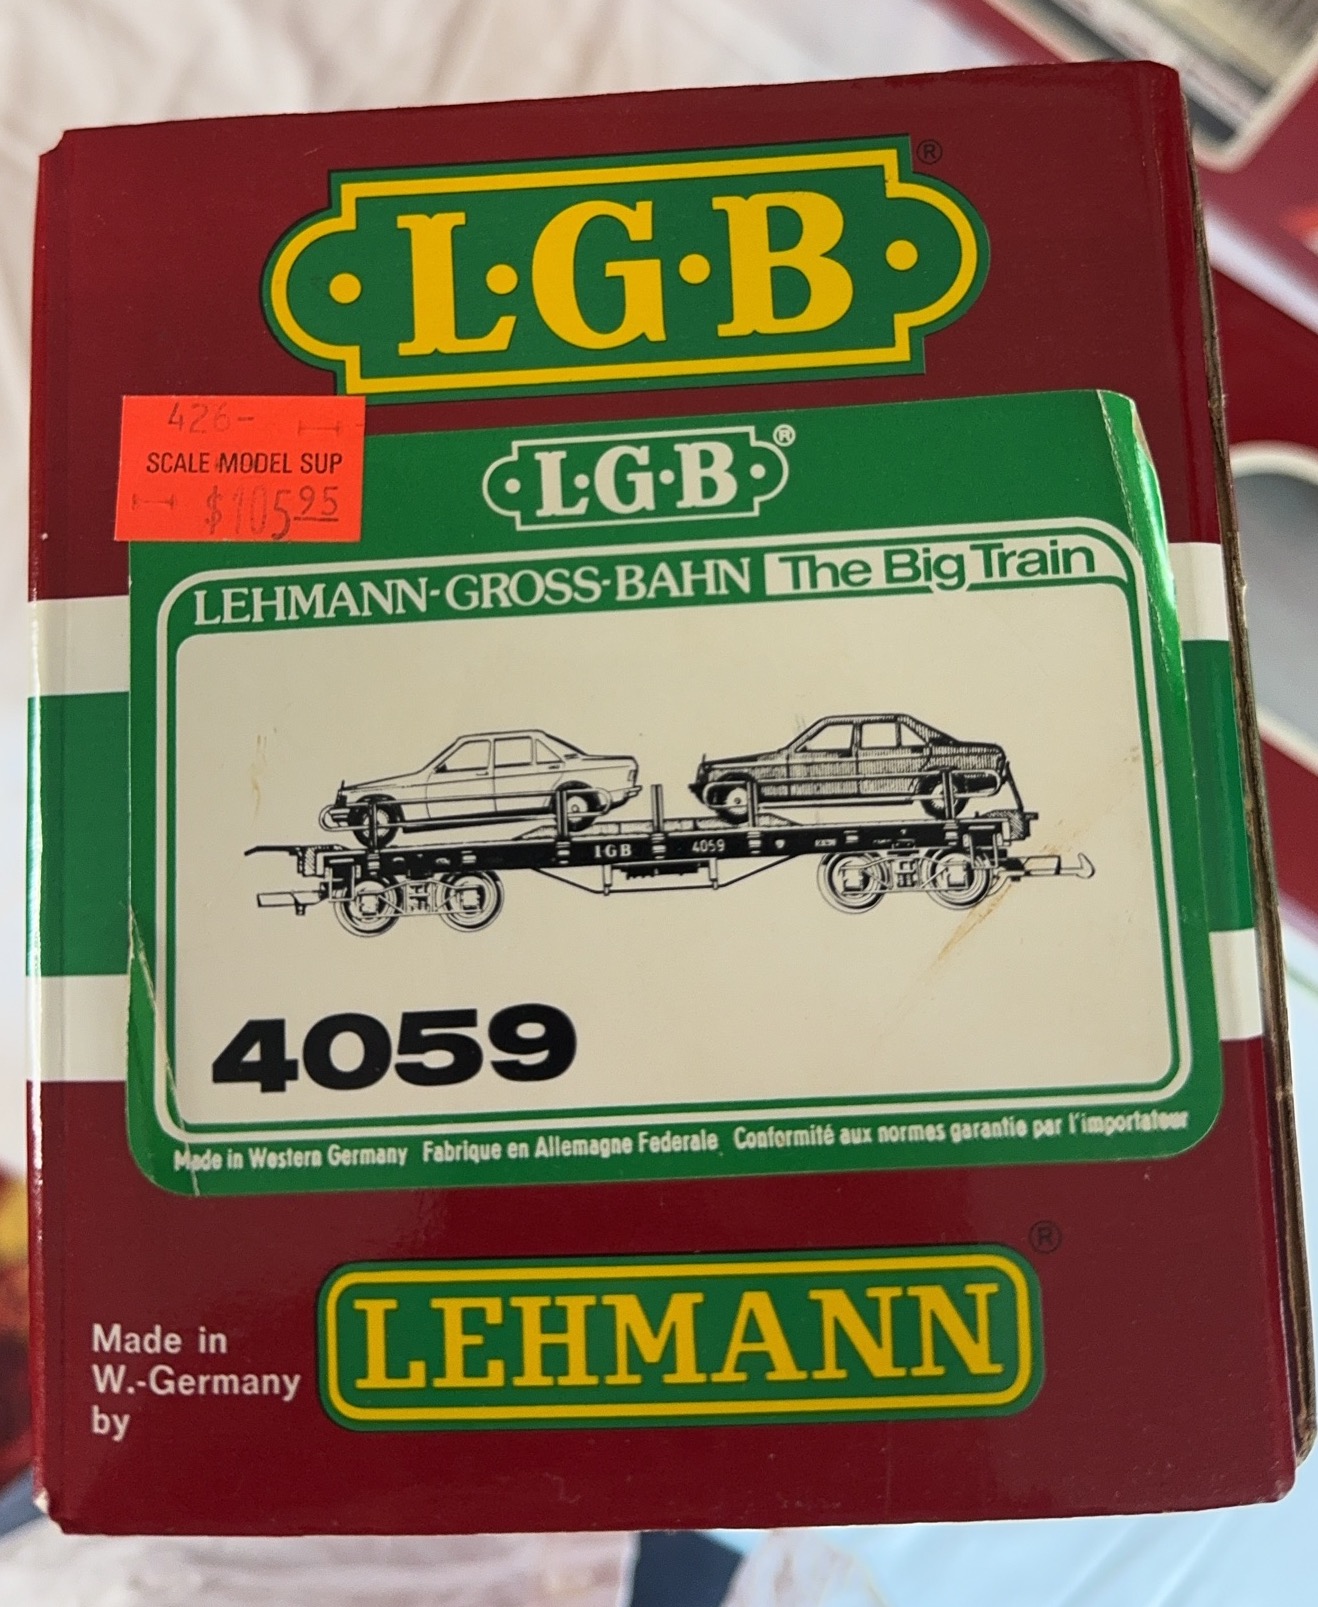 L·G·B ®
426-
SCALE MODEL SUP
$105.95
L·G·B ®
LEHMANN-GROSS-BAHN The Big Train
LGB 4059
4059
Made in Western Germany Fabrique en Allemagne Federale Conformité aux normes garantie par l'importateur
®
Made in
W.-Germany
by
LEHMANN